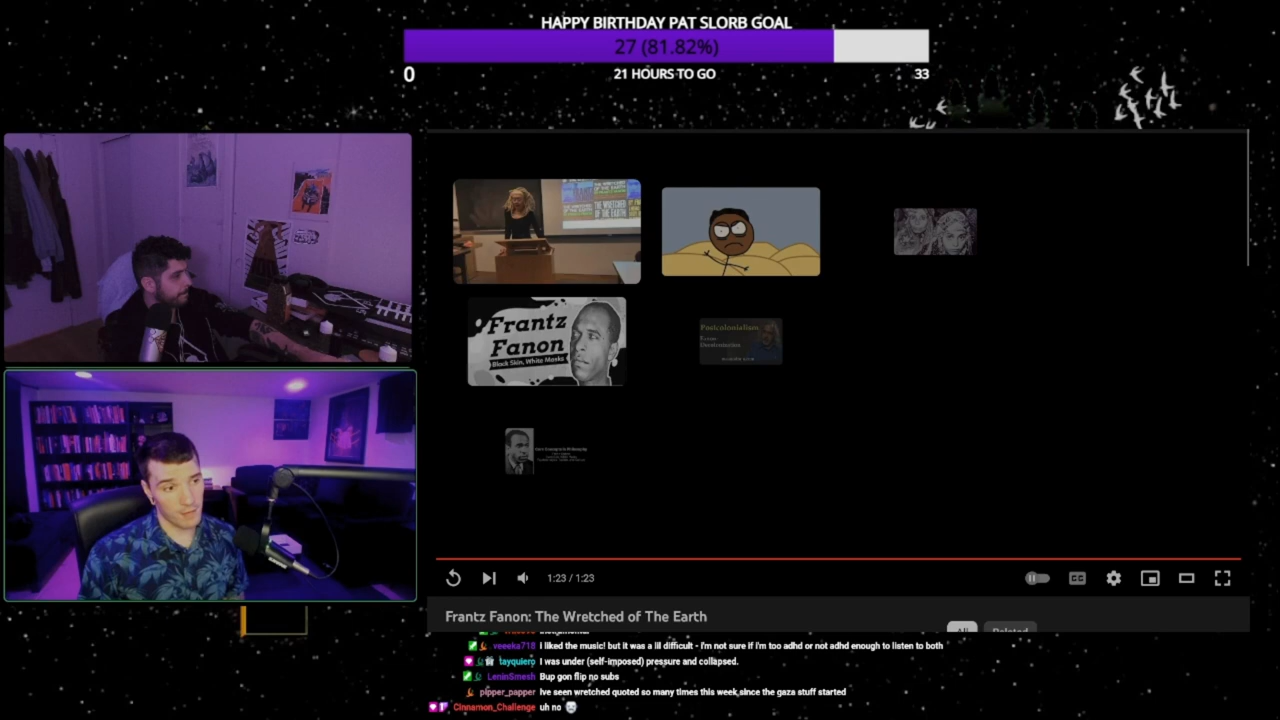 HAPPY BIRTHDAY PAT SLORB GOAL
27 (81.82%)
0
21 HOURS TO GO
33
THE WRETCHED
OF THE EARTH
Frantz
Fanon
Black Skin, White Masks
Postcolonialism
1:23 / 1:23
CC
Frantz Fanon: The Wretched of The Earth
All
Related
veeeka718 I liked the music! but it was a lil difficult - I'm not sure if I'm too adhd or not adhd enough to listen to both
tayquiero I was under (self-imposed) pressure and collapsed.
LeninSmesh Bup gon flip no subs
pipper_papper Ive seen wretched quoted so many times this week,since the gaza stuff started
Cinnamon_Challenge uh no